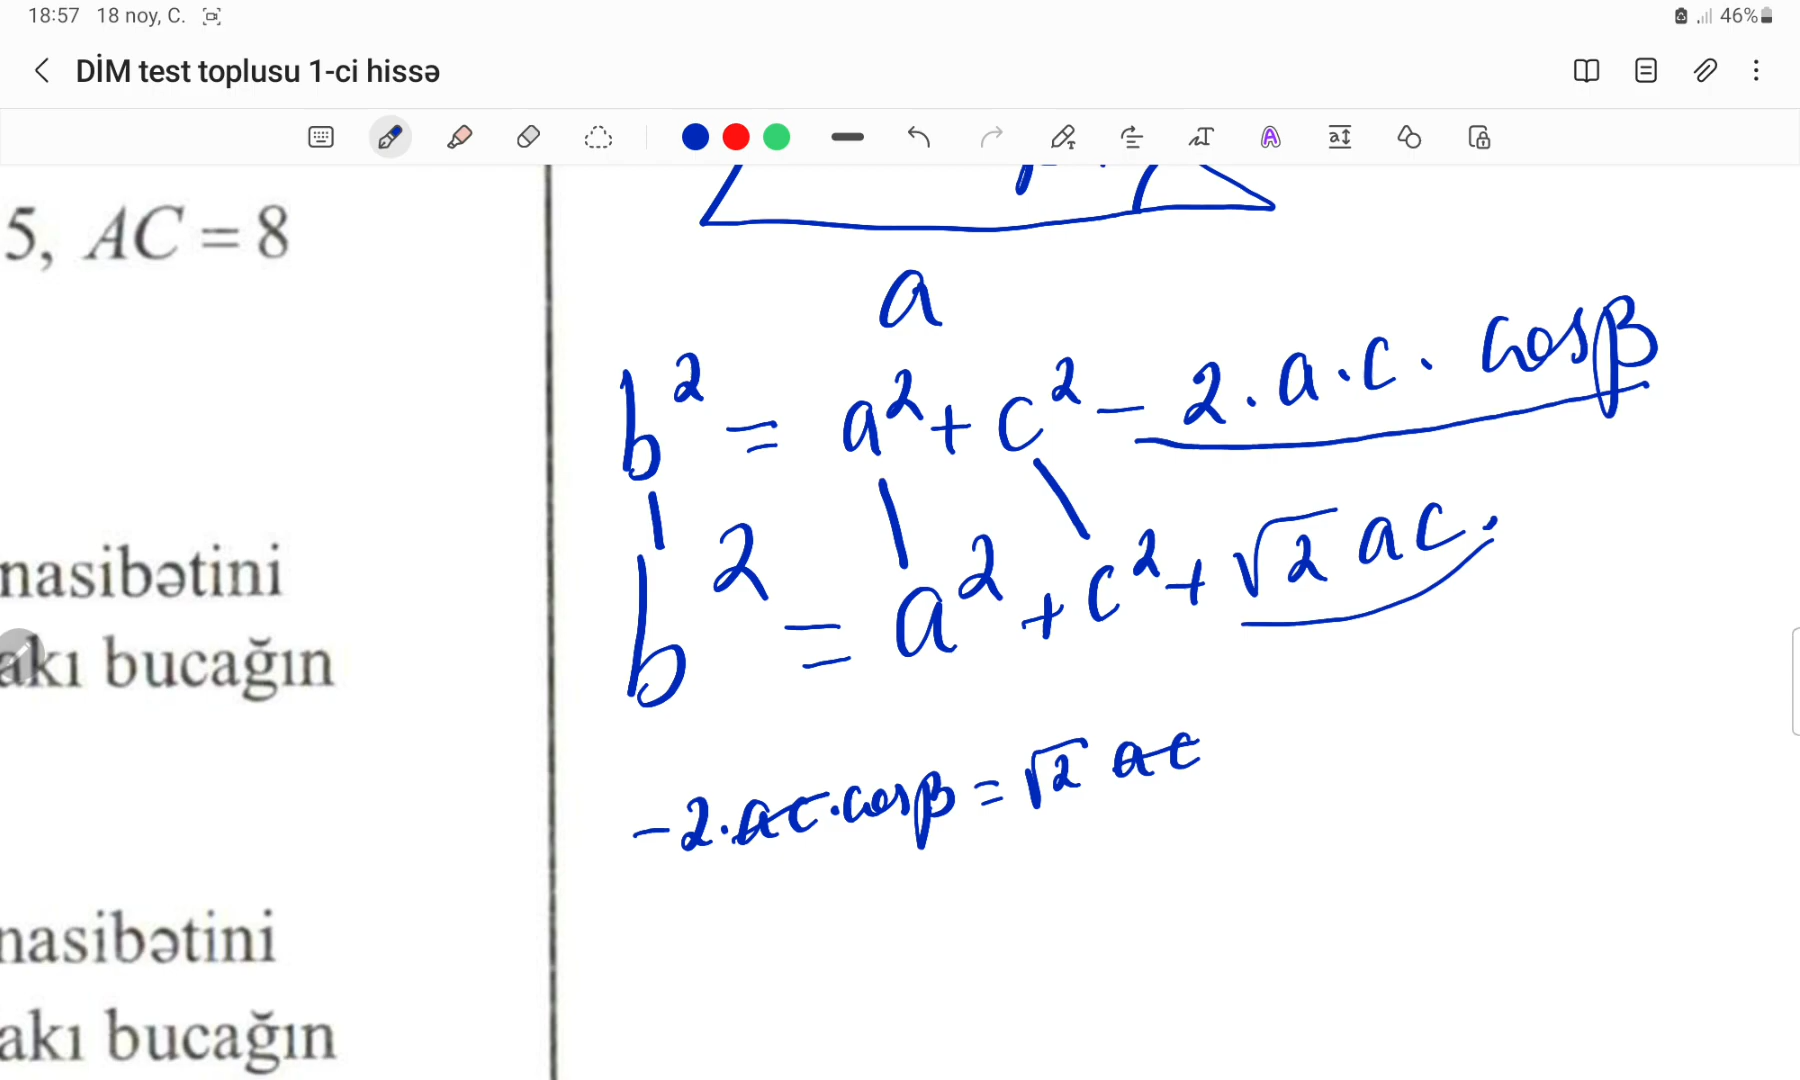 18:57 18 noy, C. 46%
DİM test toplusu 1-ci hissə
5, AC = 8
a
b² = a² + c² - 2·a·c· cosβ
b² = a² + c² + √2 ac.
-2·ac·cosβ = √2 ac
nasibətini
akı bucağın
nasibətini
akı bucağın